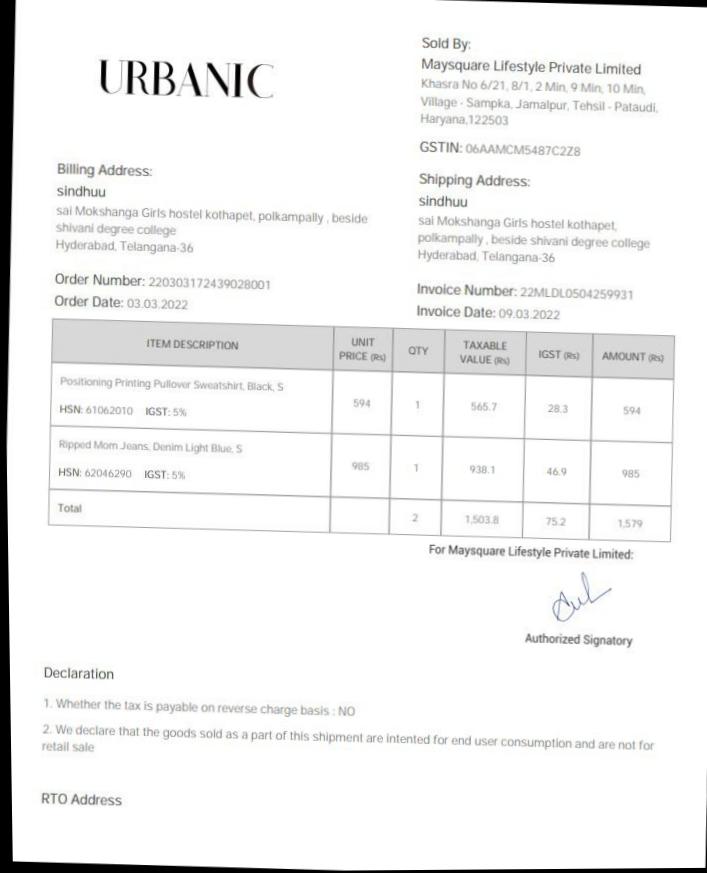 URBANIC
Sold By:
Maysquare Lifestyle Private Limited
Khasra No 6/21, 8/1, 2 Min, 9 Min, 10 Min,
Village - Sampka, Jamalpur, Tehsil - Pataudi,
Haryana,122503
GSTIN: 06AAMCM5487C2Z8
Billing Address:
sindhuu
sai Mokshanga Girls hostel kothapet, polkampally , beside
shivani degree college
Hyderabad, Telangana-36
Shipping Address:
sindhuu
sai Mokshanga Girls hostel kothapet,
polkampally , beside shivani degree college
Hyderabad, Telangana-36
Order Number: 220303172439028001
Order Date: 03.03.2022
Invoice Number: 22MLDL0504259931
Invoice Date: 09.03.2022
ITEM DESCRIPTION UNIT PRICE (Rs) QTY TAXABLE VALUE (Rs) IGST (Rs) AMOUNT (Rs)
Positioning Printing Pullover Sweatshirt, Black, S
HSN: 61062010 IGST: 5% 594 1 565.7 28.3 594
Ripped Mom Jeans, Denim Light Blue, S
HSN: 62046290 IGST: 5% 985 1 938.1 46.9 985
Total 2 1,503.8 75.2 1,579
For Maysquare Lifestyle Private Limited:
Authorized Signatory
Declaration
1. Whether the tax is payable on reverse charge basis : NO
2. We declare that the goods sold as a part of this shipment are intented for end user consumption and are not for
retail sale
RTO Address